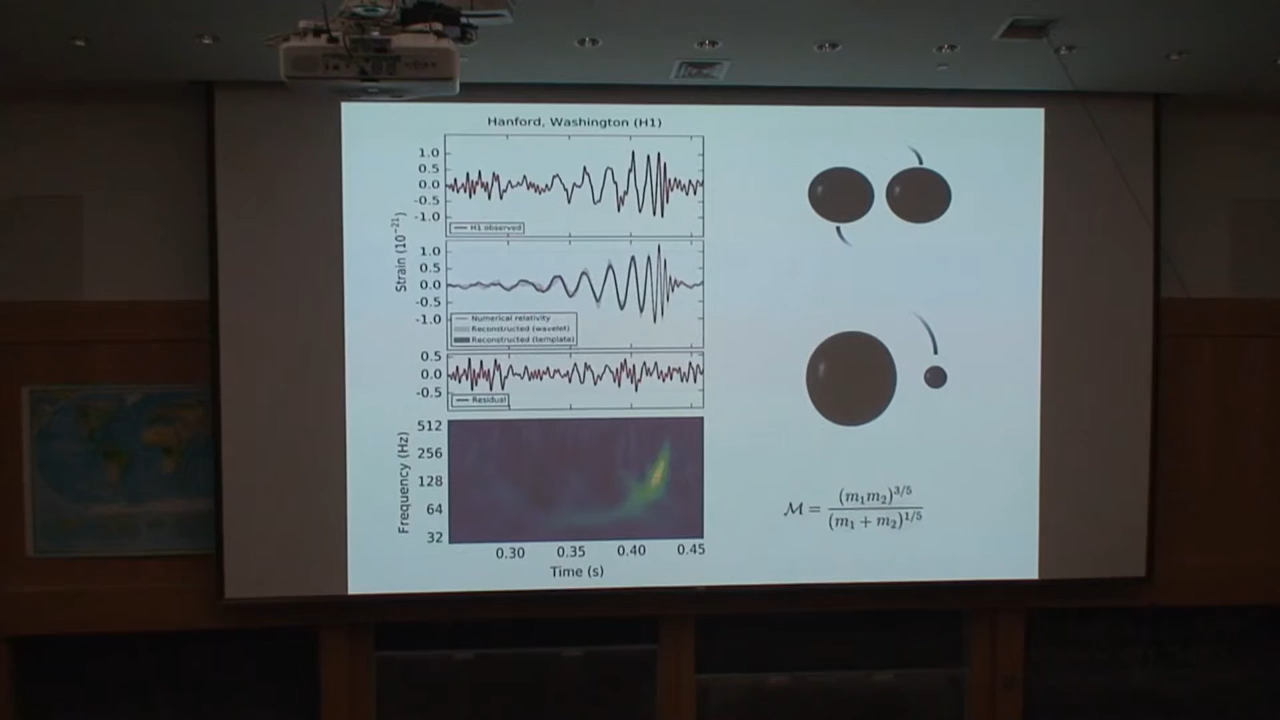 Hanford, Washington (H1)
1.0
0.5
0.0
-0.5
-1.0
H1 observed
Strain (10⁻²¹)
1.0
0.5
0.0
-0.5
-1.0
Numerical relativity
Reconstructed (wavelet)
Reconstructed (template)
0.5
0.0
-0.5
Residual
Frequency (Hz)
512
256
128
64
32
0.30 0.35 0.40 0.45
Time (s)
ℳ = (m₁m₂)^{3/5} / (m₁ + m₂)^{1/5}